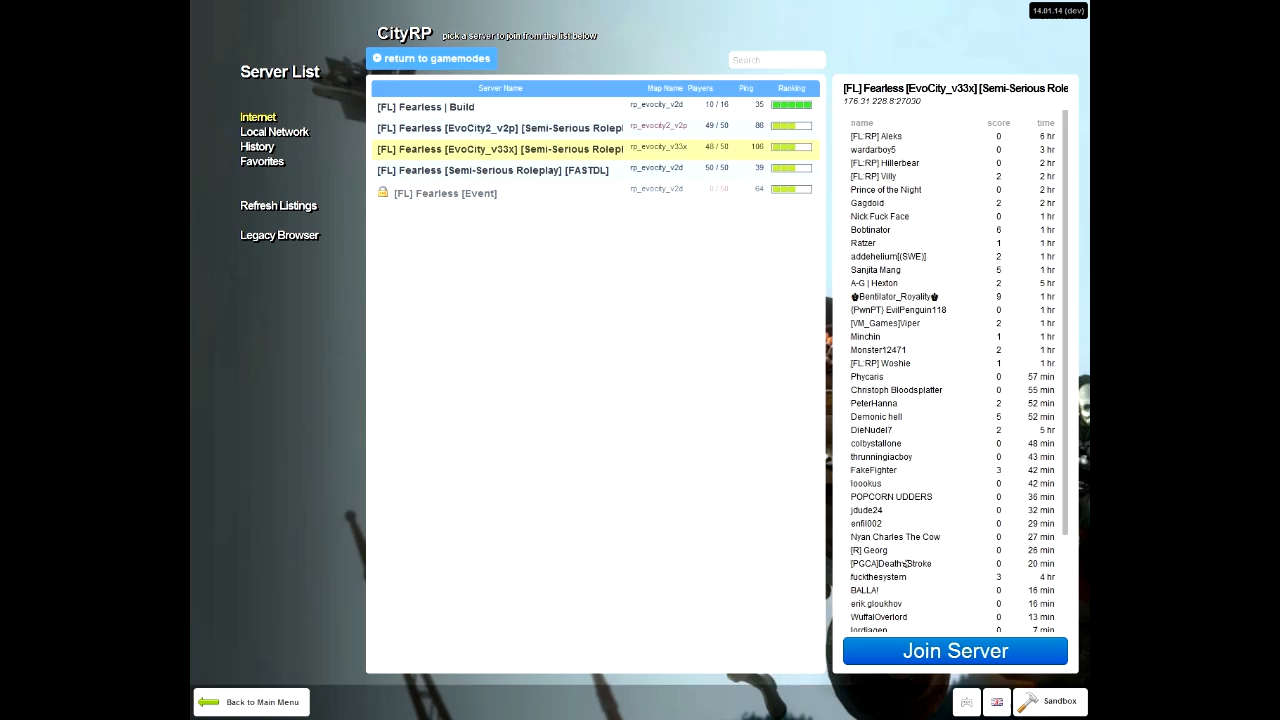 14.01.14 (dev)
CityRP pick a server to join from the list below
return to gamemodes
Search
Server List
Internet
Local Network
History
Favorites
Refresh Listings
Legacy Browser
Server Name Map Name Players Ping Ranking
[FL] Fearless | Build rp_evocity_v2d 10 / 16 35
[FL] Fearless [EvoCity2_v2p] [Semi-Serious Rolepl rp_evocity2_v2p 49 / 50 86
[FL] Fearless [EvoCity_v33x] [Semi-Serious Rolepl rp_evocity_v33x 48 / 50 106
[FL] Fearless [Semi-Serious Roleplay] [FASTDL] rp_evocity_v2d 50 / 50 39
[FL] Fearless [Event] rp_evocity_v2d 0 / 50 64
[FL] Fearless [EvoCity_v33x] [Semi-Serious Role
176.31.228.8:27030
name score time
[FL:RP] Aleks 0 6 hr
wardarboy5 0 3 hr
[FL:RP] Hillerbear 0 2 hr
[FL:RP] Villy 2 2 hr
Prince of the Night 0 2 hr
Gagdoid 2 2 hr
Nick Fuck Face 0 1 hr
Bobtinator 6 1 hr
Ratzer 1 1 hr
addehelium[(SWE)] 2 1 hr
Sanjita Mang 5 1 hr
A-G | Hexton 2 5 hr
Bentilator_Royality 9 1 hr
{PwnPT} EvilPenguin118 0 1 hr
[VM_Games]Viper 2 1 hr
Minchin 1 1 hr
Monster12471 2 1 hr
[FL:RP] Woshie 1 1 hr
Phycaris 0 57 min
Christoph Bloodsplatter 0 55 min
PeterHanna 2 52 min
Demonic hell 5 52 min
DieNudel7 2 5 hr
colbystallone 0 48 min
thrunningiacboy 0 43 min
FakeFighter 3 42 min
loookus 0 42 min
POPCORN UDDERS 0 36 min
jdude24 0 32 min
enfil002 0 29 min
Nyan Charles The Cow 0 27 min
[R] Georg 0 26 min
[PGCA]Death-Stroke 0 20 min
fuckthesystem 3 4 hr
BALLA! 0 16 min
erik.gloukhov 0 16 min
WuffalOverlord 0 13 min
lordjagen 0 7 min
Join Server
Back to Main Menu
Sandbox